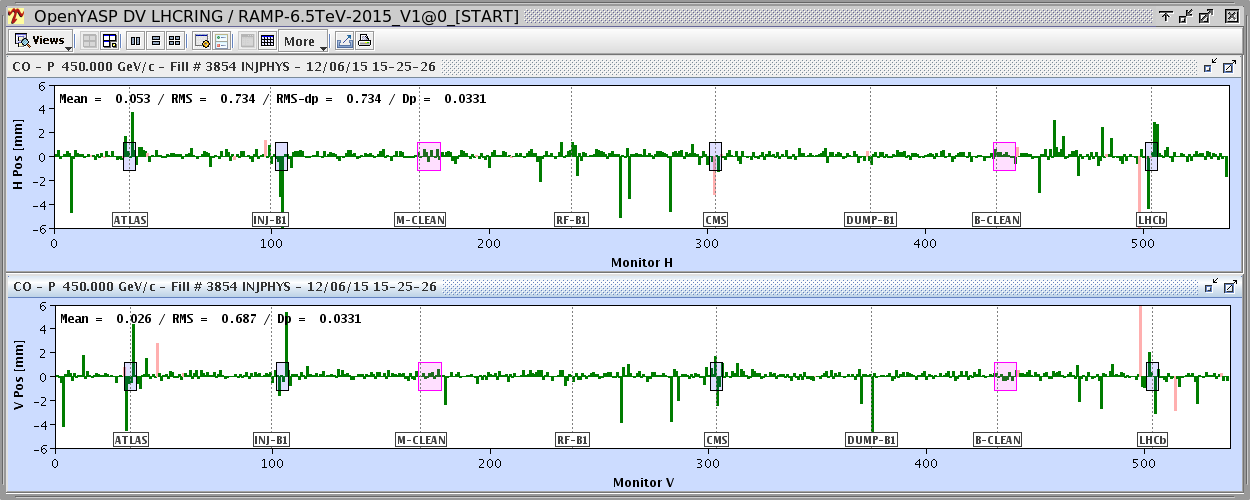 OpenYASP DV LHCRING / RAMP-6.5TeV-2015_V1@0_[START]
Views More
CO - P 450.000 GeV/c - Fill # 3854 INJPHYS - 12/06/15 15-25-26
Mean = 0.053 / RMS = 0.734 / RMS-dp = 0.734 / Dp = 0.0331
H Pos [mm]
6
4
2
0
-2
-4
-6
ATLAS INJ-B1 M-CLEAN RF-B1 CMS DUMP-B1 B-CLEAN LHCb
0 100 200 300 400 500
Monitor H
CO - P 450.000 GeV/c - Fill # 3854 INJPHYS - 12/06/15 15-25-26
Mean = 0.026 / RMS = 0.687 / Dp = 0.0331
V Pos [mm]
6
4
2
0
-2
-4
-6
ATLAS INJ-B1 M-CLEAN RF-B1 CMS DUMP-B1 B-CLEAN LHCb
0 100 200 300 400 500
Monitor V